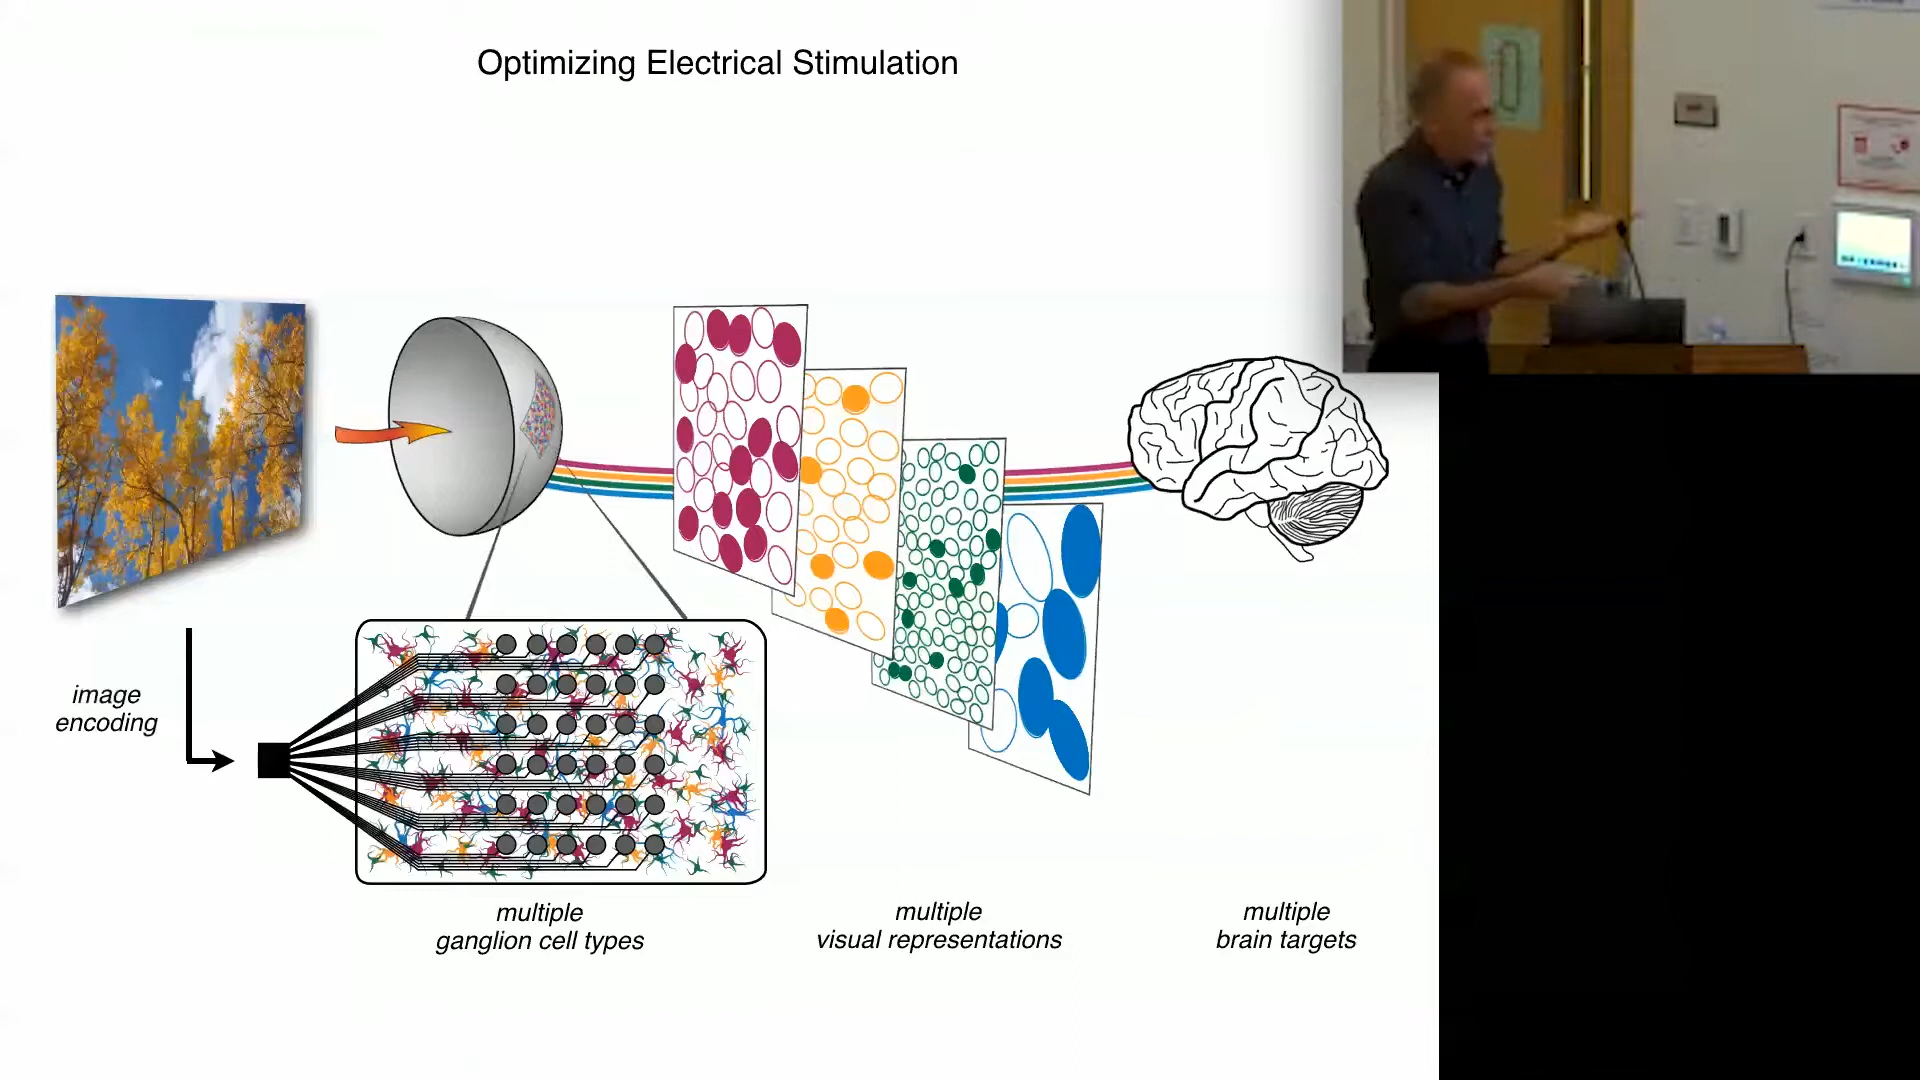 Optimizing Electrical Stimulation
image
encoding
multiple
ganglion cell types
multiple
visual representations
multiple
brain targets